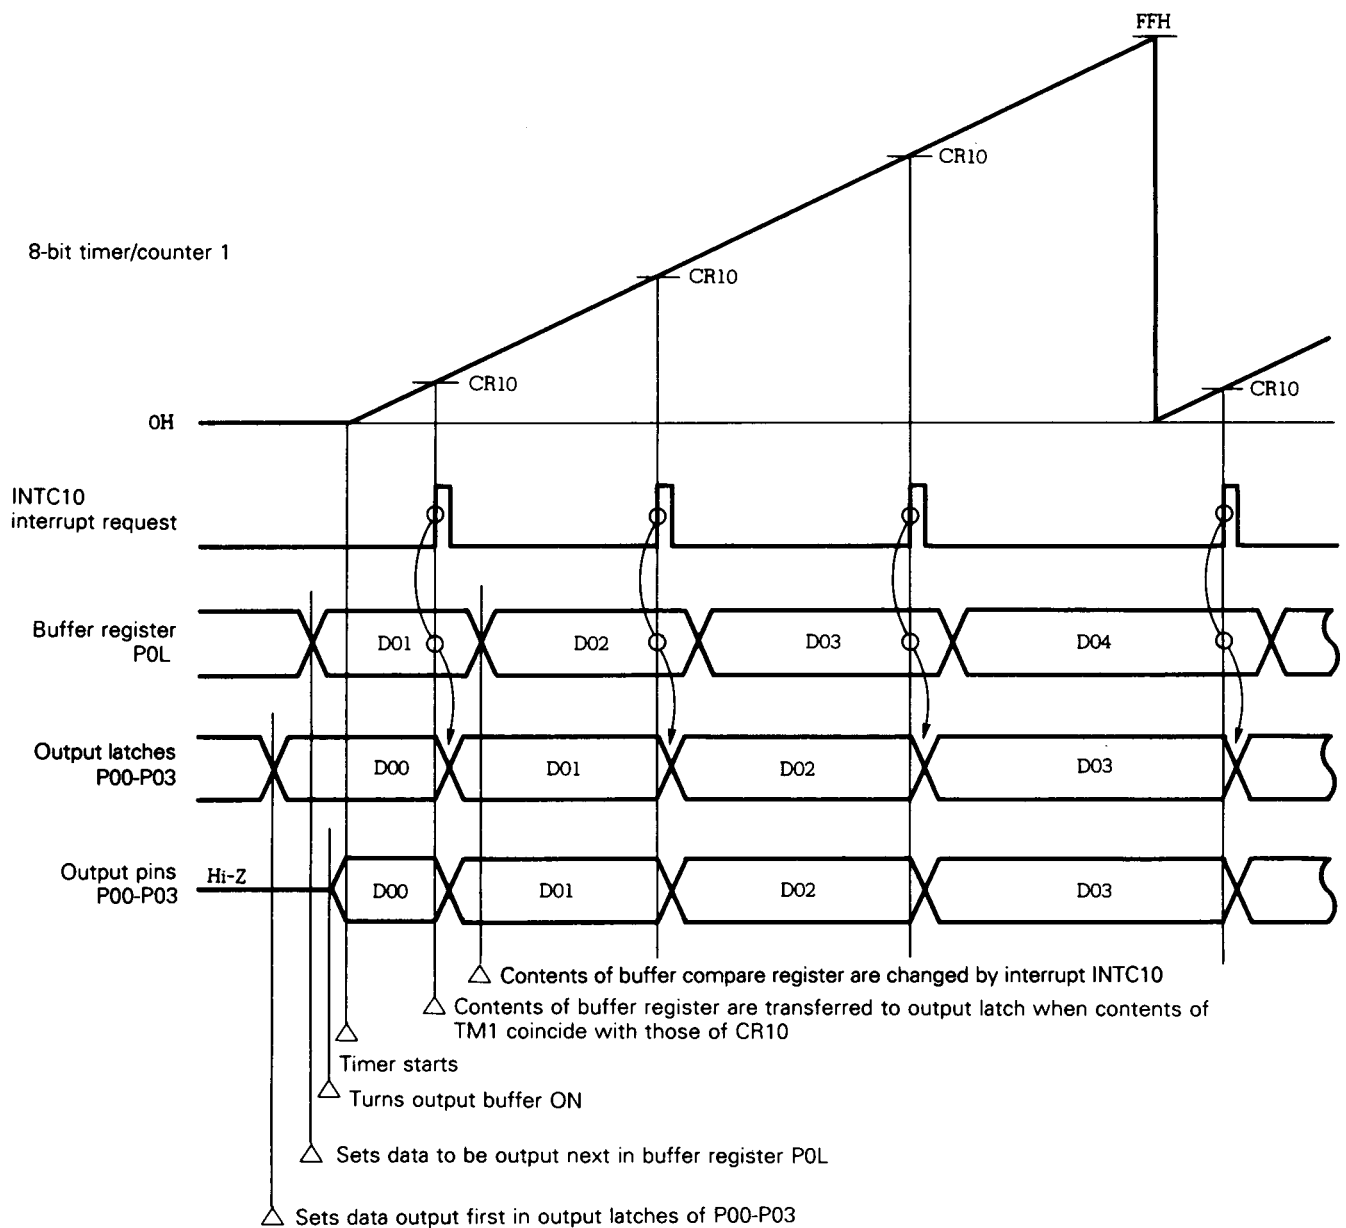 FFH
CR10
CR10
8-bit timer/counter 1
CR10
CR10
CR10
0H
INTC10
interrupt request
Buffer register
P0L
D01
D02
D03
D04
Output latches
P00-P03
D00
D01
D02
D03
Output pins
P00-P03
Hi-Z
D00
D01
D02
D03
Contents of buffer compare register are changed by interrupt INTC10
Contents of buffer register are transferred to output latch when contents of
TM1 coincide with those of CR10
Timer starts
Turns output buffer ON
Sets data to be output next in buffer register P0L
Sets data output first in output latches of P00-P03